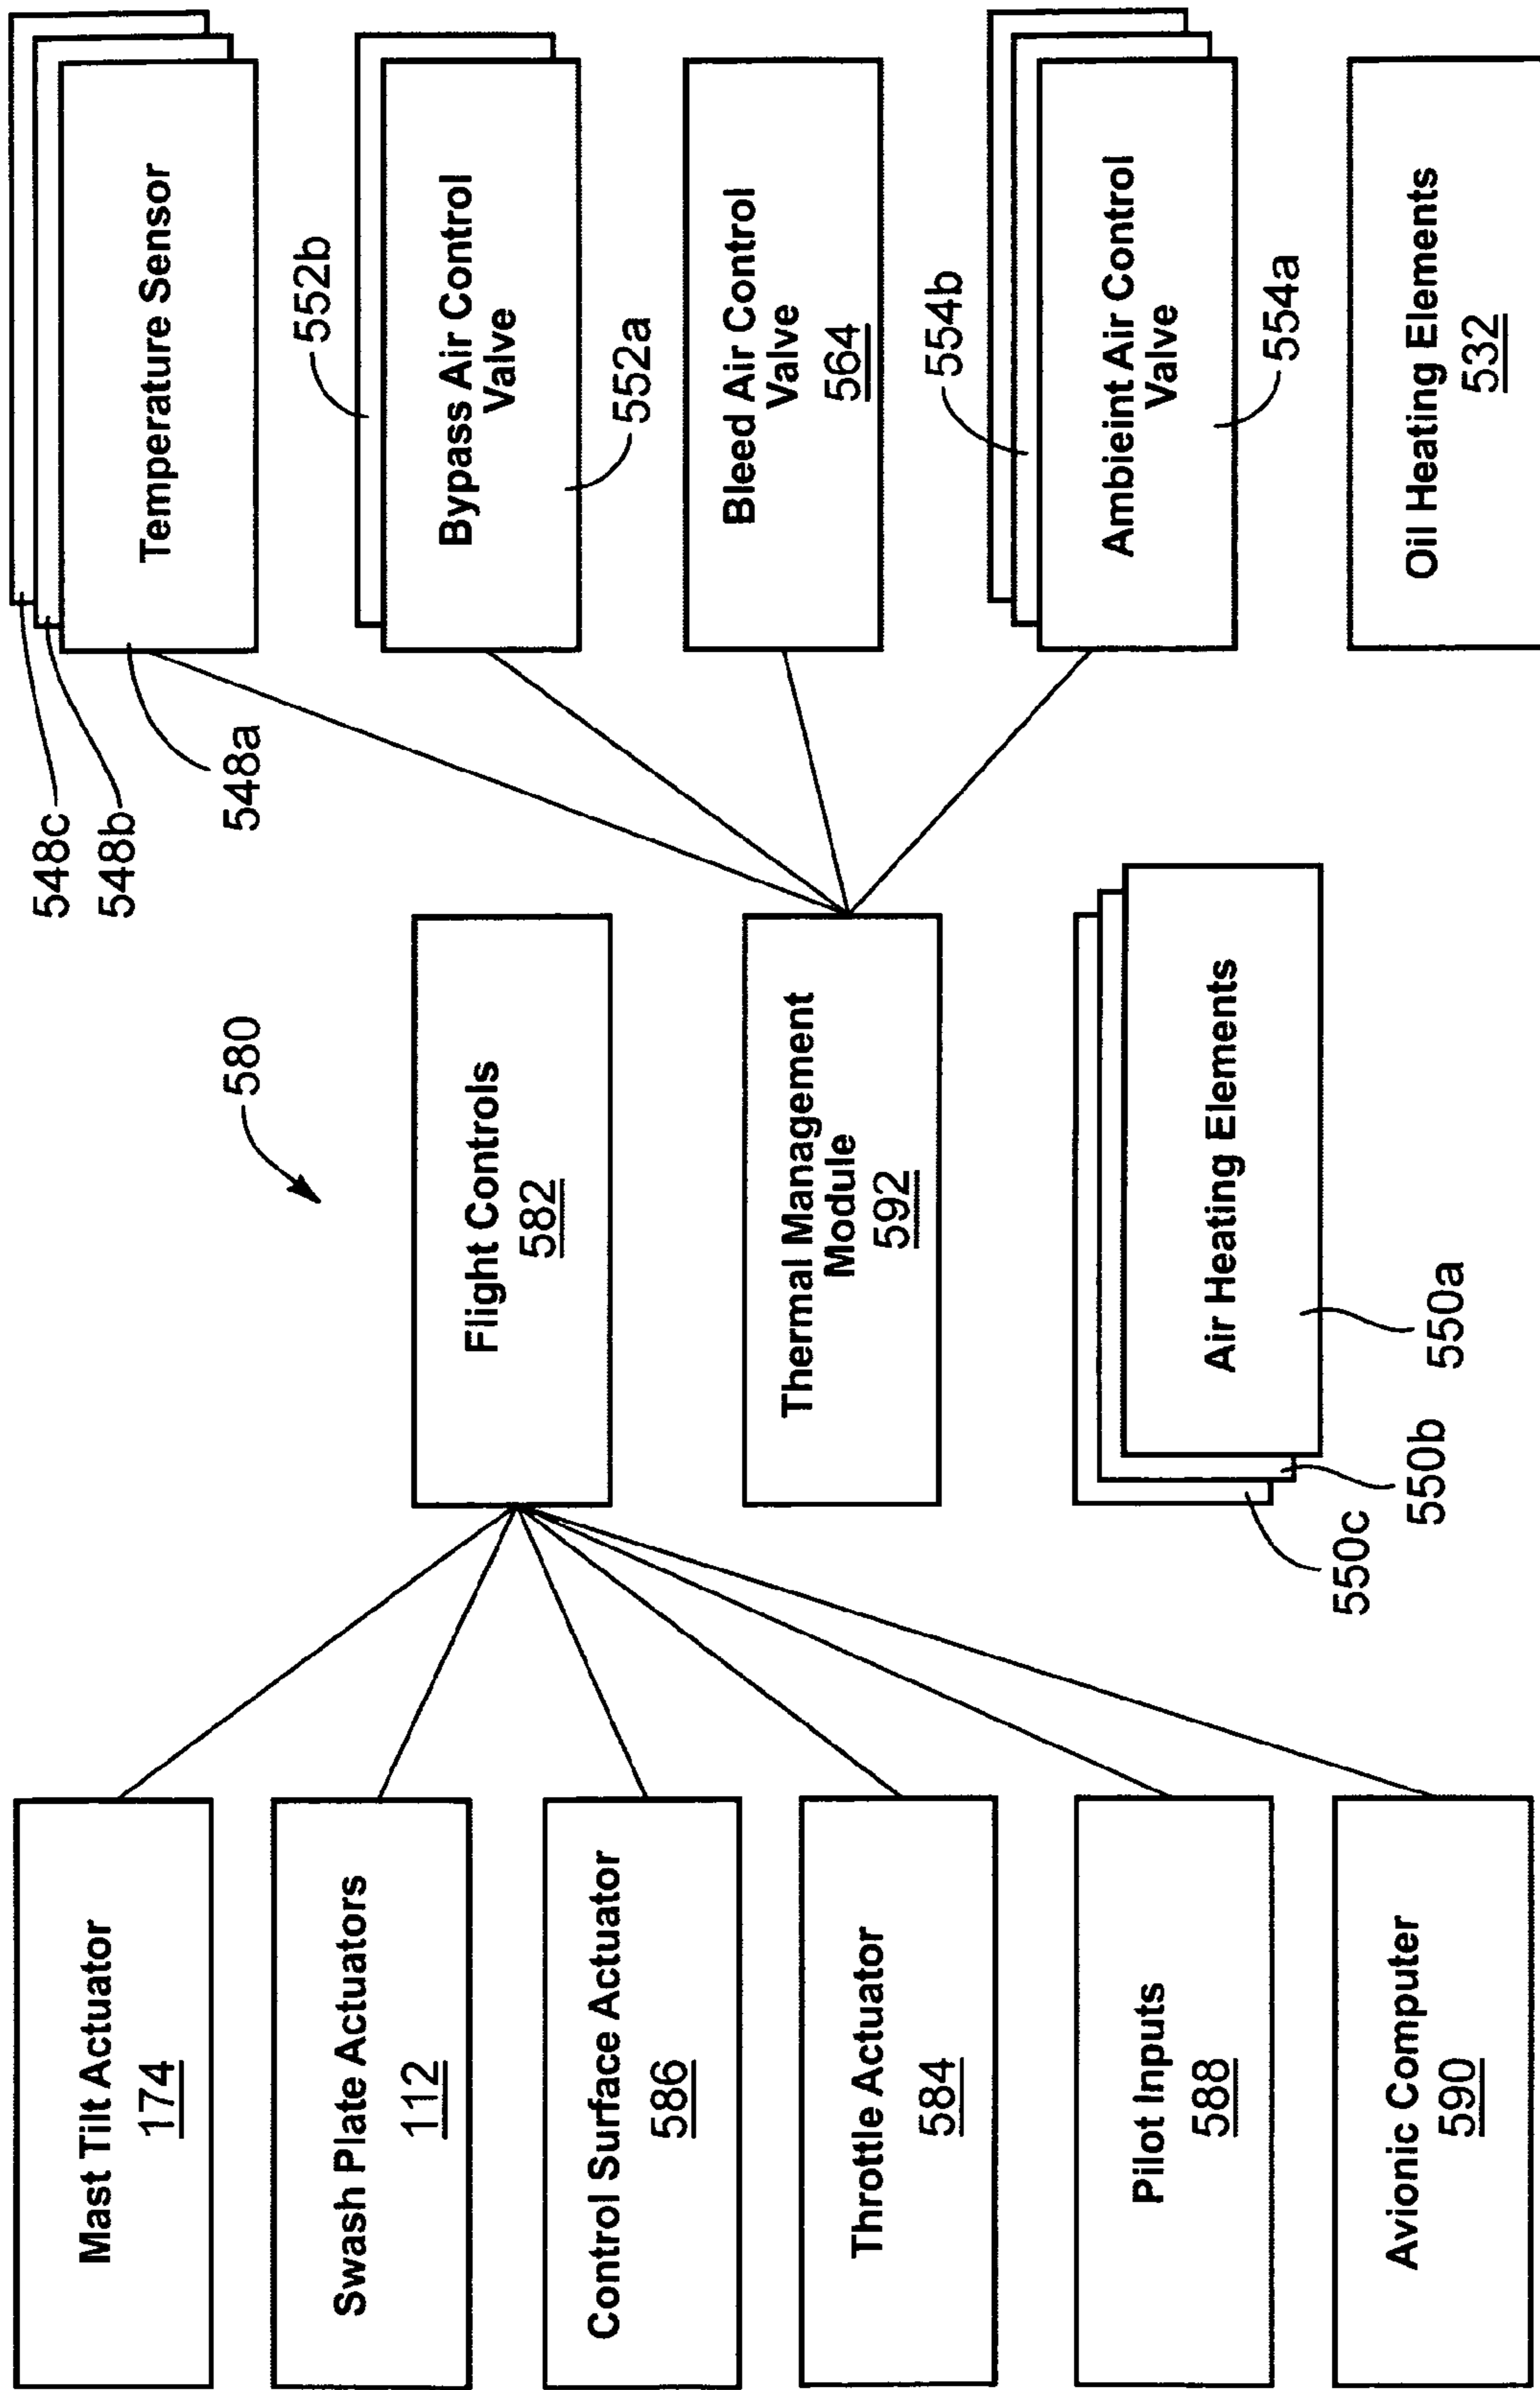 Mast Tilt Actuator
174
Swash Plate Actuators
112
Control Surface Actuator
586
Throttle Actuator
584
Pilot Inputs
588
Avionic Computer
590
580
Flight Controls
582
Thermal Management
Module
592
Air Heating Elements
550c
550b
550a
548c
548b
548a
Temperature Sensor
552b
Bypass Air Control
Valve
552a
Bleed Air Control
Valve
564
554b
Ambieint Air Control
Valve
554a
Oil Heating Elements
532